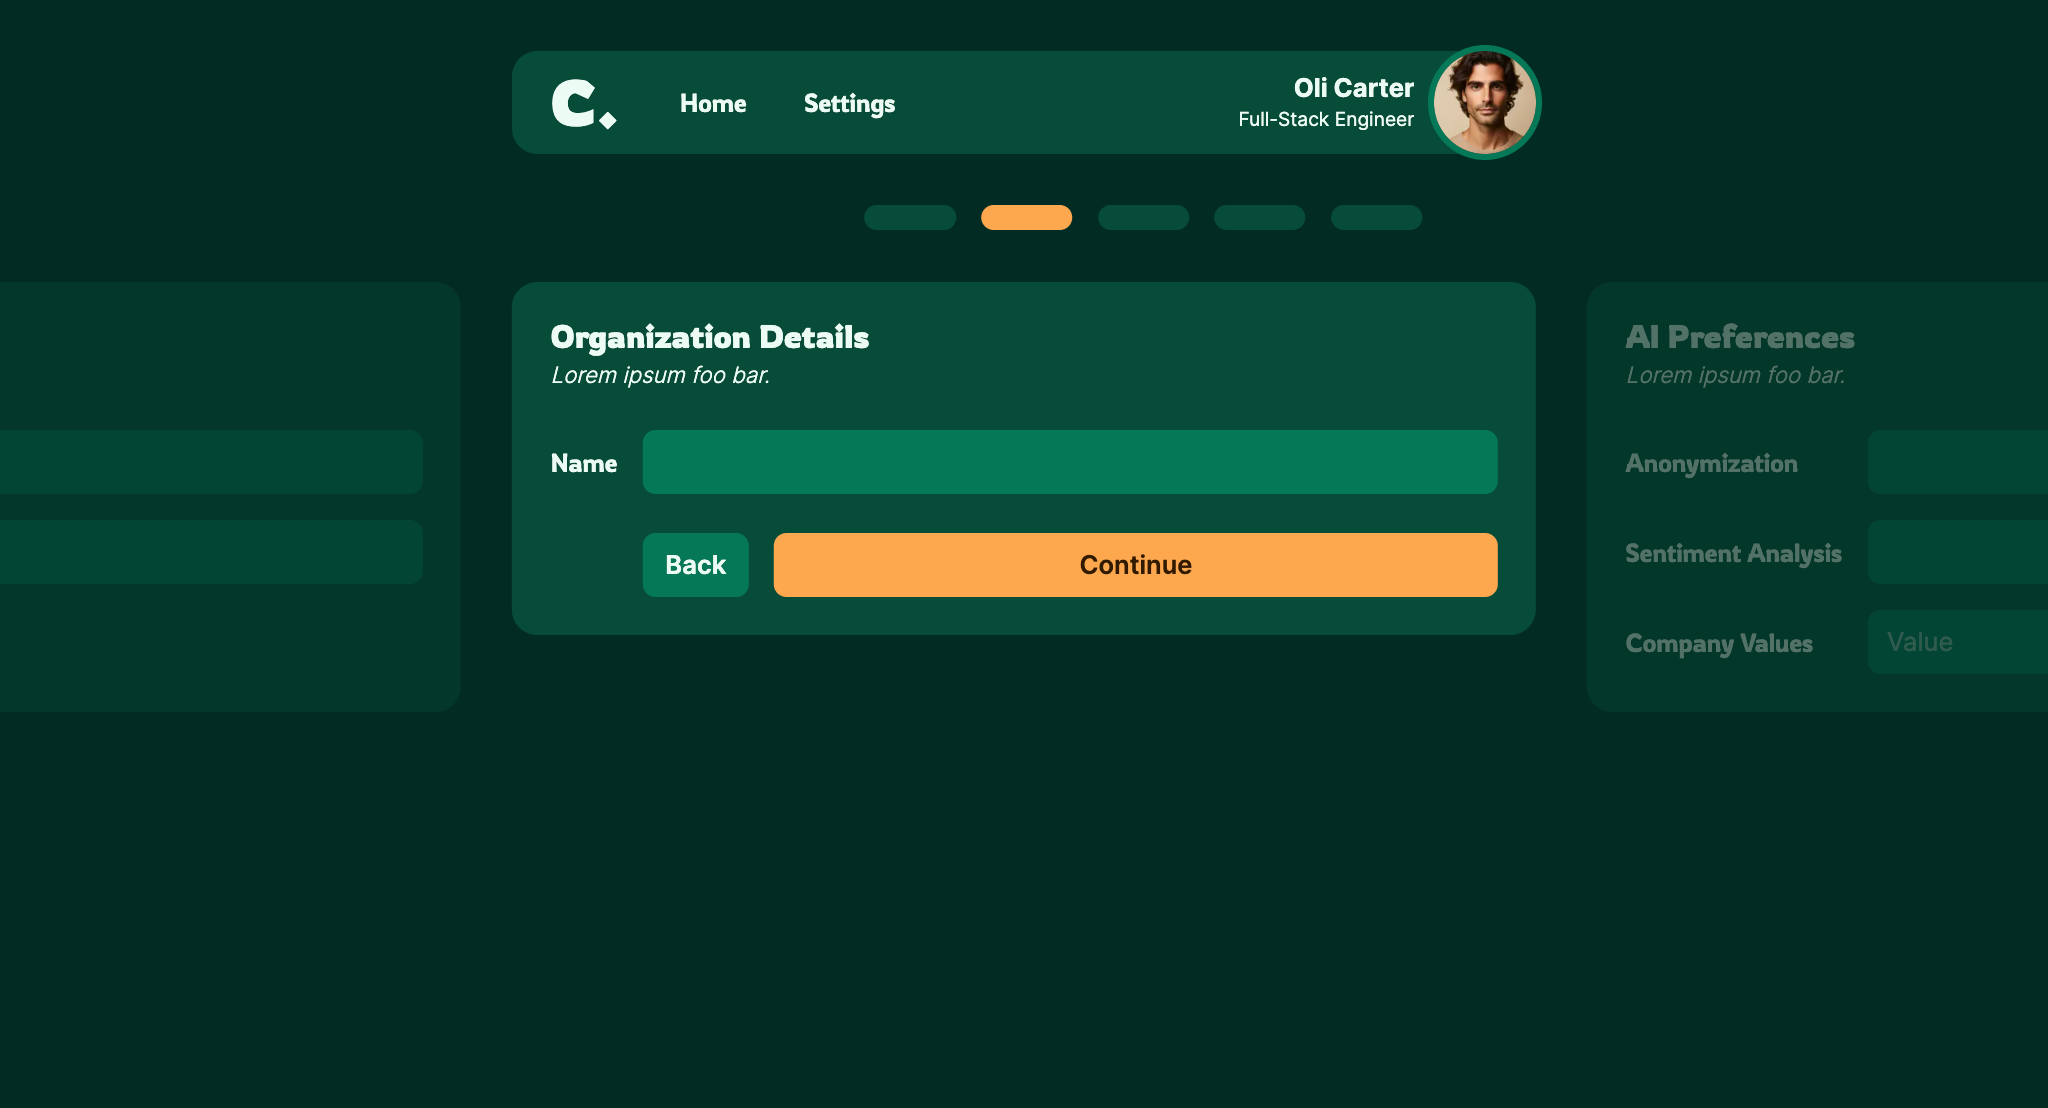 C.
Home
Settings
Oli Carter
Full-Stack Engineer
Organization Details
Lorem ipsum foo bar.
Name
Back
Continue
AI Preferences
Lorem ipsum foo bar.
Anonymization
Sentiment Analysis
Company Values
Value